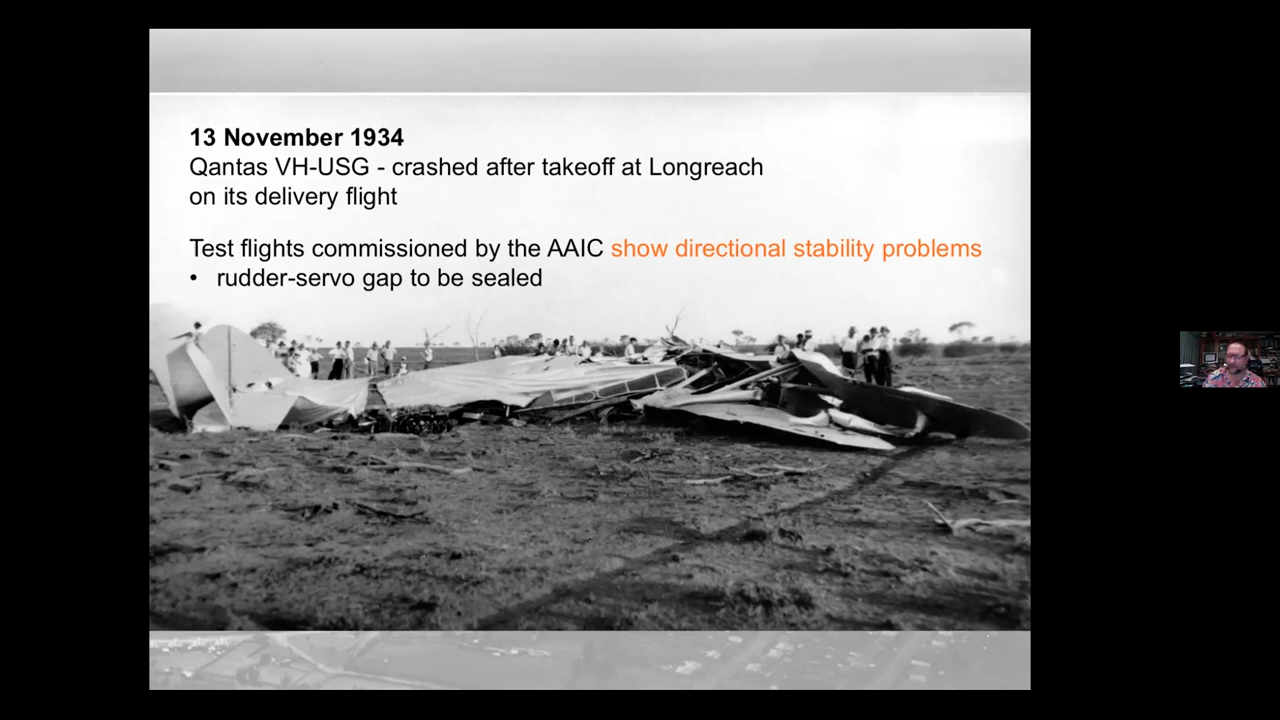 13 November 1934
Qantas VH-USG - crashed after takeoff at Longreach
on its delivery flight
Test flights commissioned by the AAIC show directional stability problems
• rudder-servo gap to be sealed